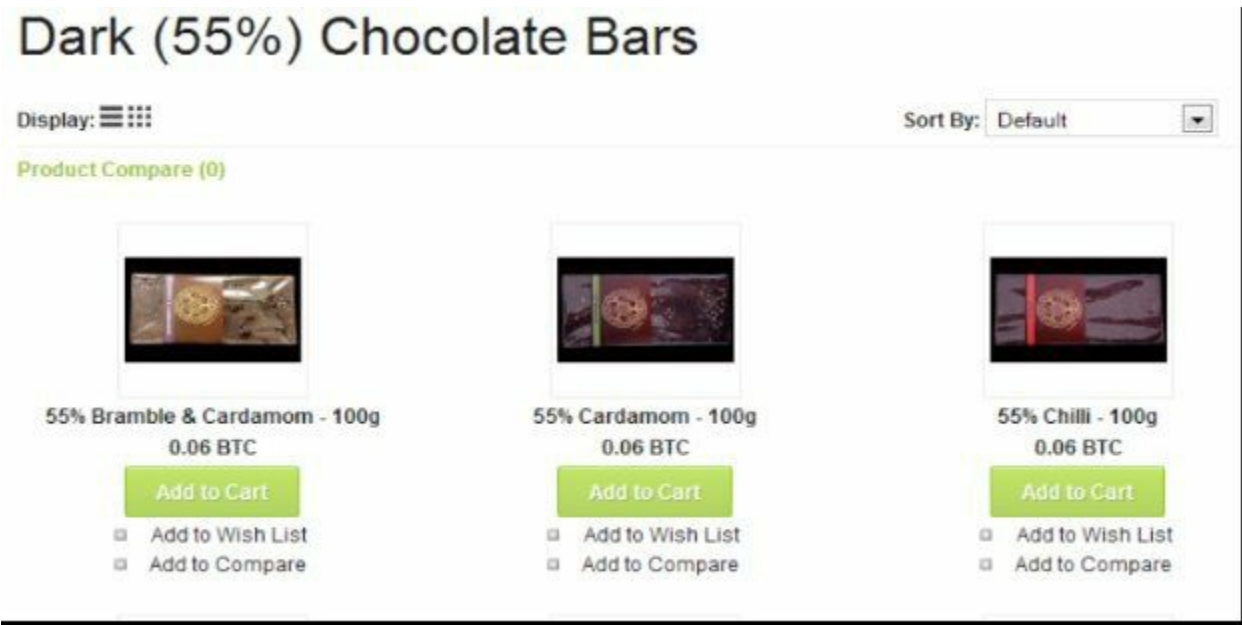 Dark (55%) Chocolate Bars
Display:
Sort By: Default
Product Compare (0)
55% Bramble & Cardamom - 100g
55% Cardamom - 100g
55% Chilli - 100g
0.06 BTC
0.06 BTC
0.06 BTC
Add to Cart
Add to Cart
Add to Cart
Add to Wish List
Add to Wish List
Add to Wish List
Add to Compare
Add to Compare
Add to Compare